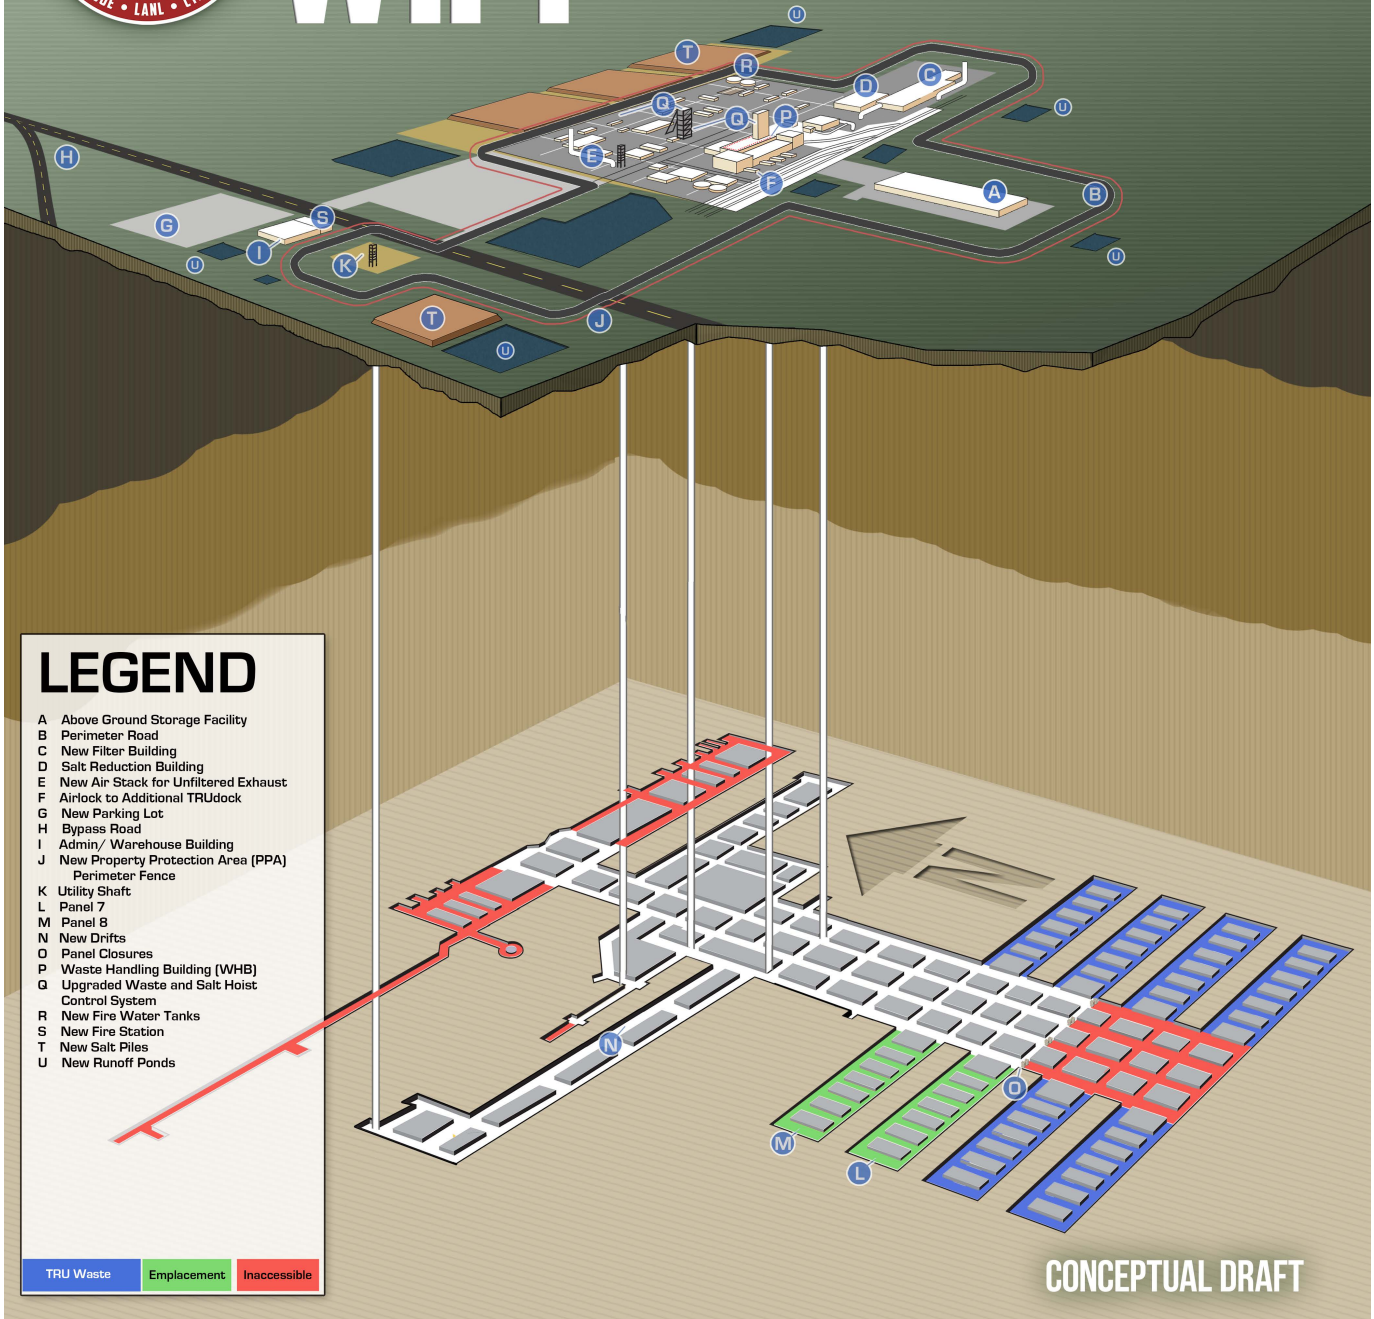 • LANL •
U
T
R
C
D
U
Q
Q
P
E
H
F
A
B
S
G
I
U
K
U
T
J
U
LEGEND
A Above Ground Storage Facility
B Perimeter Road
C New Filter Building
D Salt Reduction Building
E New Air Stack for Unfiltered Exhaust
F Airlock to Additional TRUdock
G New Parking Lot
H Bypass Road
I Admin/ Warehouse Building
J New Property Protection Area (PPA)
Perimeter Fence
K Utility Shaft
L Panel 7
M Panel 8
N New Drifts
O Panel Closures
P Waste Handling Building (WHB)
Q Upgraded Waste and Salt Hoist
Control System
R New Fire Water Tanks
S New Fire Station
T New Salt Piles
U New Runoff Ponds
TRU Waste
Emplacement
Inaccessible
N
N
O
M
L
CONCEPTUAL DRAFT